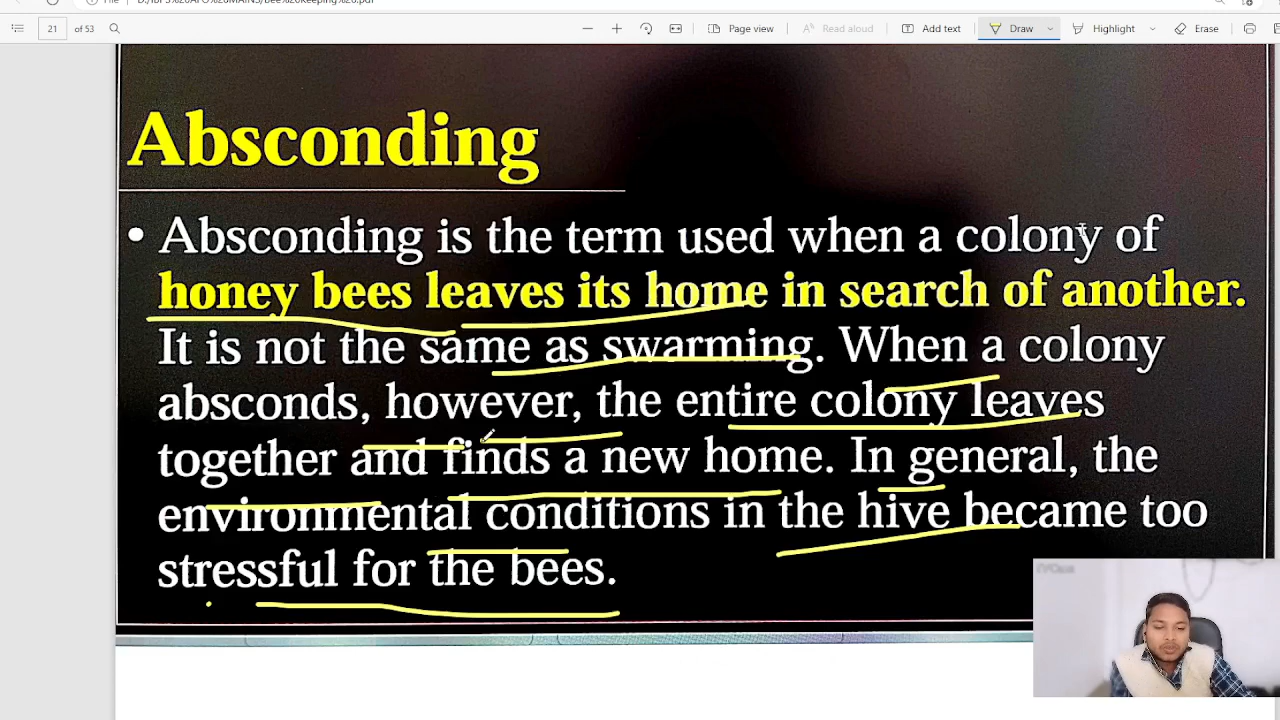 21 of 53 Page view Read aloud Add text Draw Highlight Erase
Absconding
• Absconding is the term used when a colony of
honey bees leaves its home in search of another.
It is not the same as swarming. When a colony
absconds, however, the entire colony leaves
together and finds a new home. In general, the
environmental conditions in the hive became too
stressful for the bees.